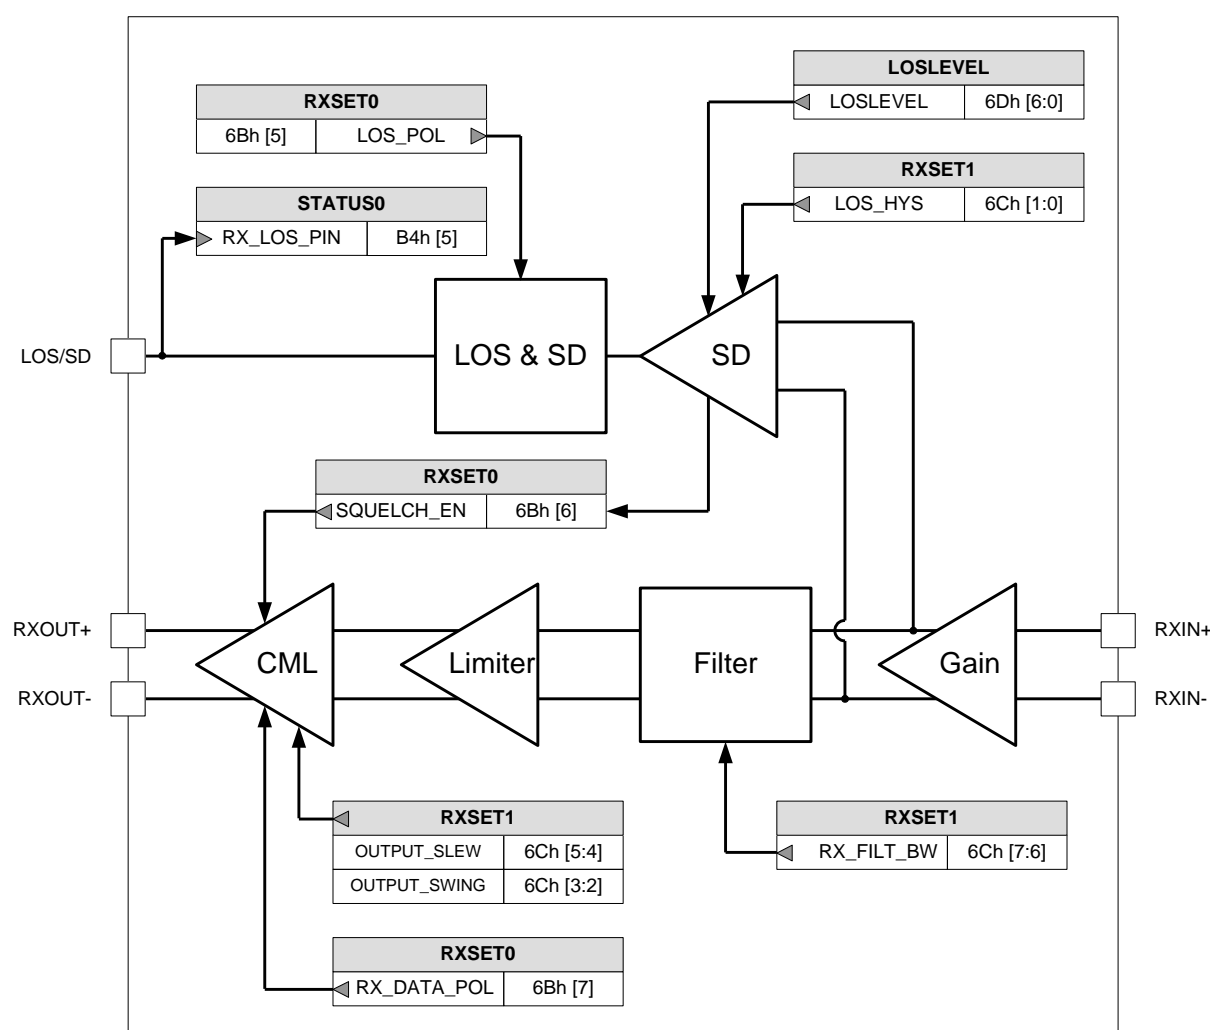 LOSLEVEL
LOSLEVEL 6Dh [6:0]
RXSET0
6Bh [5] LOS_POL
RXSET1
LOS_HYS 6Ch [1:0]
STATUS0
RX_LOS_PIN B4h [5]
LOS/SD
LOS & SD
SD
RXSET0
SQUELCH_EN 6Bh [6]
RXOUT+
RXOUT-
CML
Limiter
Filter
Gain
RXIN+
RXIN-
RXSET1
OUTPUT_SLEW 6Ch [5:4]
OUTPUT_SWING 6Ch [3:2]
RXSET1
RX_FILT_BW 6Ch [7:6]
RXSET0
RX_DATA_POL 6Bh [7]